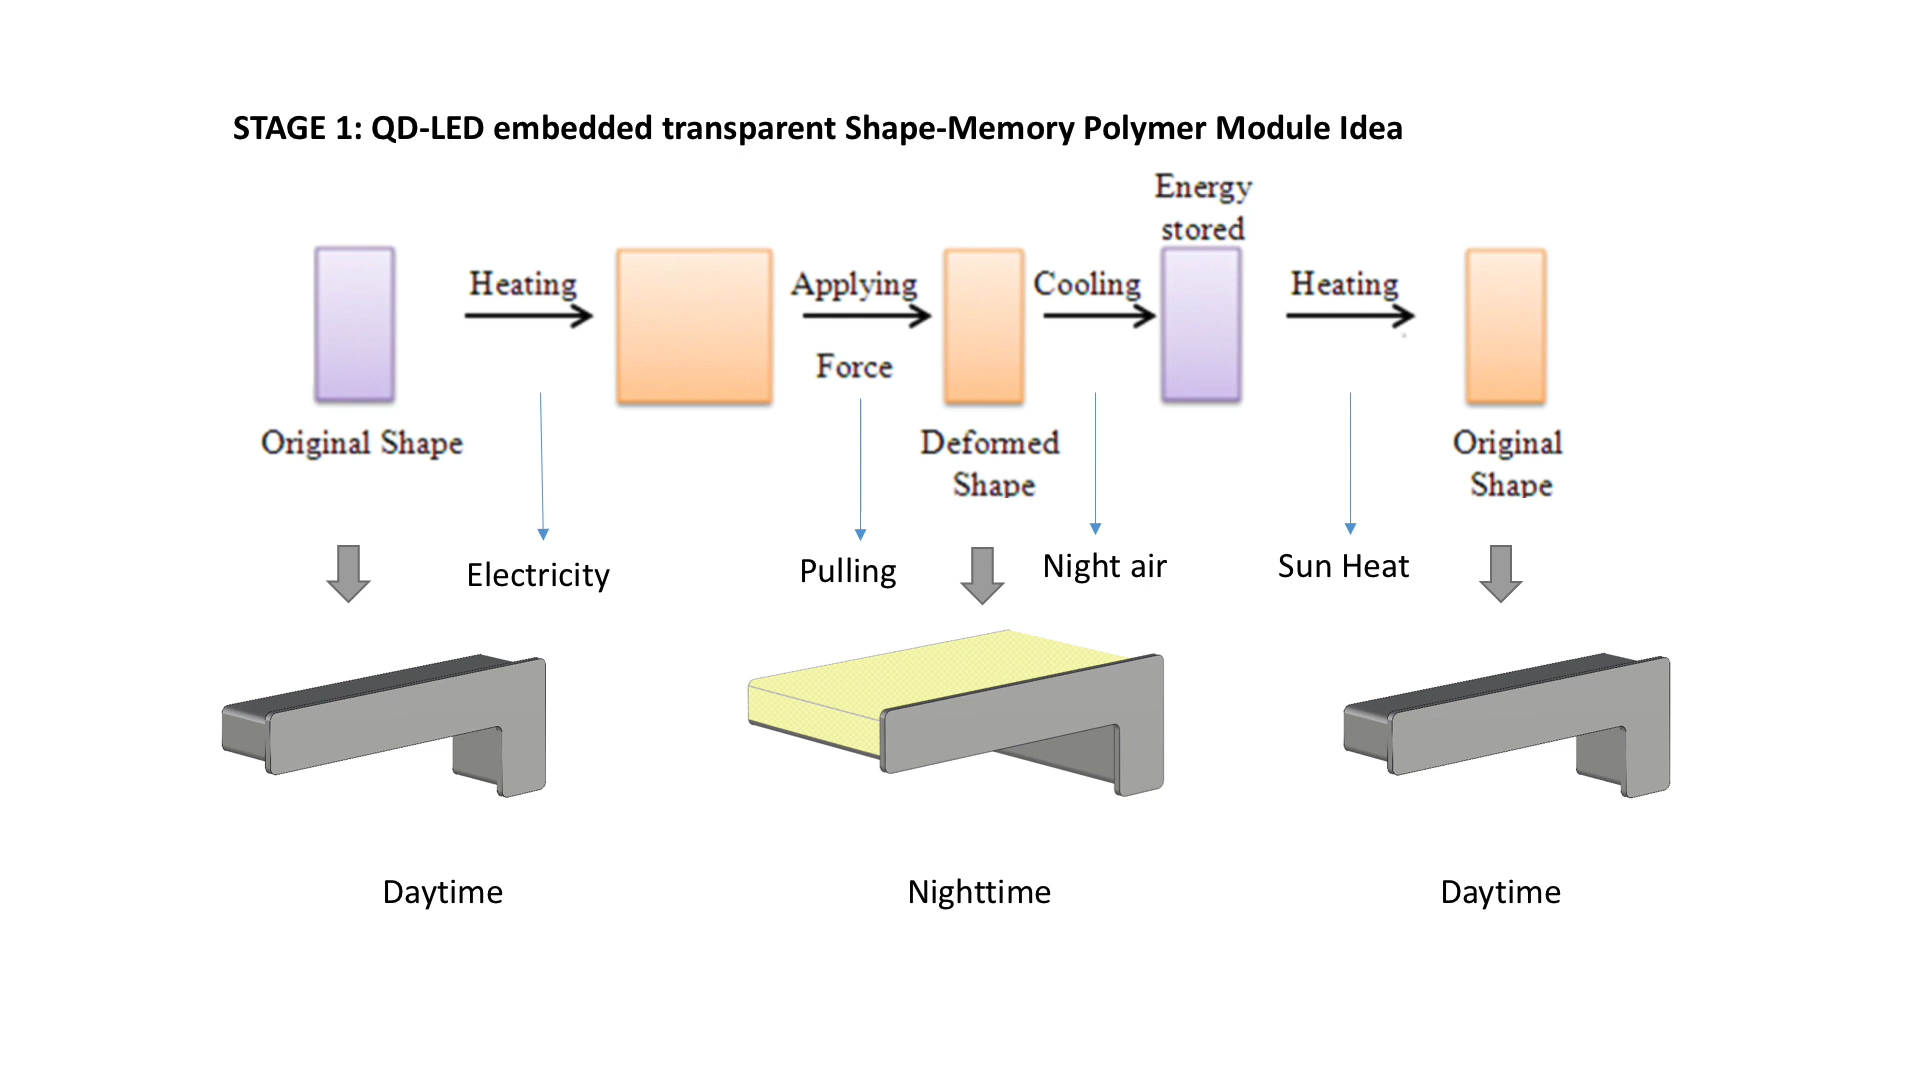 STAGE 1: QD-LED embedded transparent Shape-Memory Polymer Module Idea
Energy
stored
Heating
Applying
Force
Cooling
Heating
Original Shape
Deformed
Shape
Original
Shape
Electricity
Pulling
Night air
Sun Heat
Daytime
Nighttime
Daytime